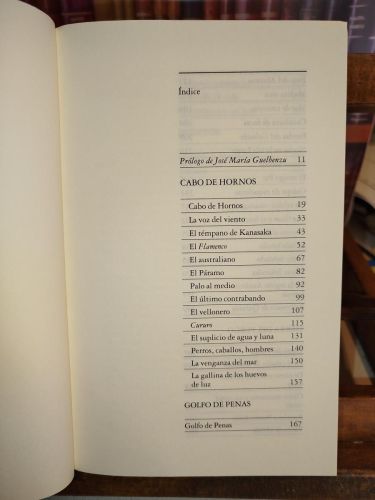 Índice
Prólogo de José María Guelbenzu 11
CABO DE HORNOS
Cabo de Hornos 19
La voz del viento 33
El témpano de Kanasaka 43
El Flamenco 52
El australiano 67
El Páramo 82
Palo al medio 92
El último contrabando 99
El vellonero 107
Cururo 115
El suplicio de agua y luna 131
Perros, caballos, hombres 140
La venganza del mar 150
La gallina de los huevos
de luz 157
GOLFO DE PENAS
Golfo de Penas 167